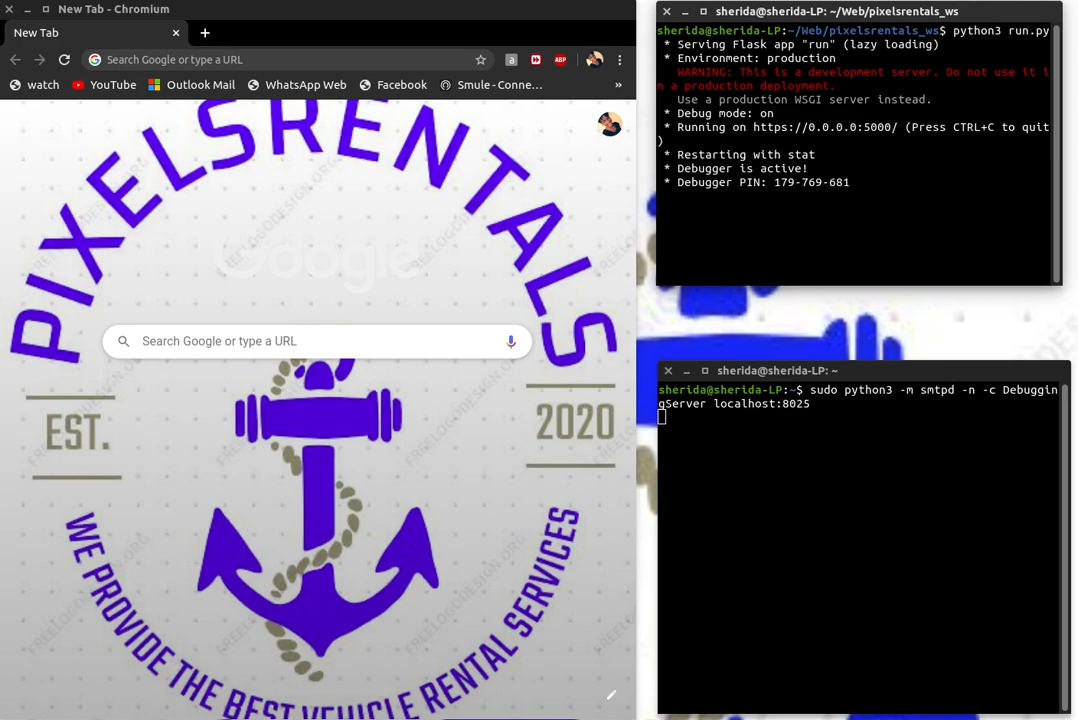 New Tab - Chromium
New Tab
Search Google or type a URL
a
ABP
watch
YouTube
Outlook Mail
WhatsApp Web
Facebook
Smule - Conne…
»
PIXELSRENTALS
Google
Search Google or type a URL
EST.
2020
WE PROVIDE THE BEST VEHICLE RENTAL SERVICES
FREELOGODESIGN.ORG
sherida@sherida-LP: ~/Web/pixelsrentals_ws
sherida@sherida-LP:~/Web/pixelsrentals_ws$ python3 run.py
* Serving Flask app "run" (lazy loading)
* Environment: production
WARNING: This is a development server. Do not use it i
n a production deployment.
Use a production WSGI server instead.
* Debug mode: on
* Running on https://0.0.0.0:5000/ (Press CTRL+C to quit
)
* Restarting with stat
* Debugger is active!
* Debugger PIN: 179-769-681
sherida@sherida-LP: ~
sherida@sherida-LP:~$ sudo python3 -m smtpd -n -c Debuggin
gServer localhost:8025